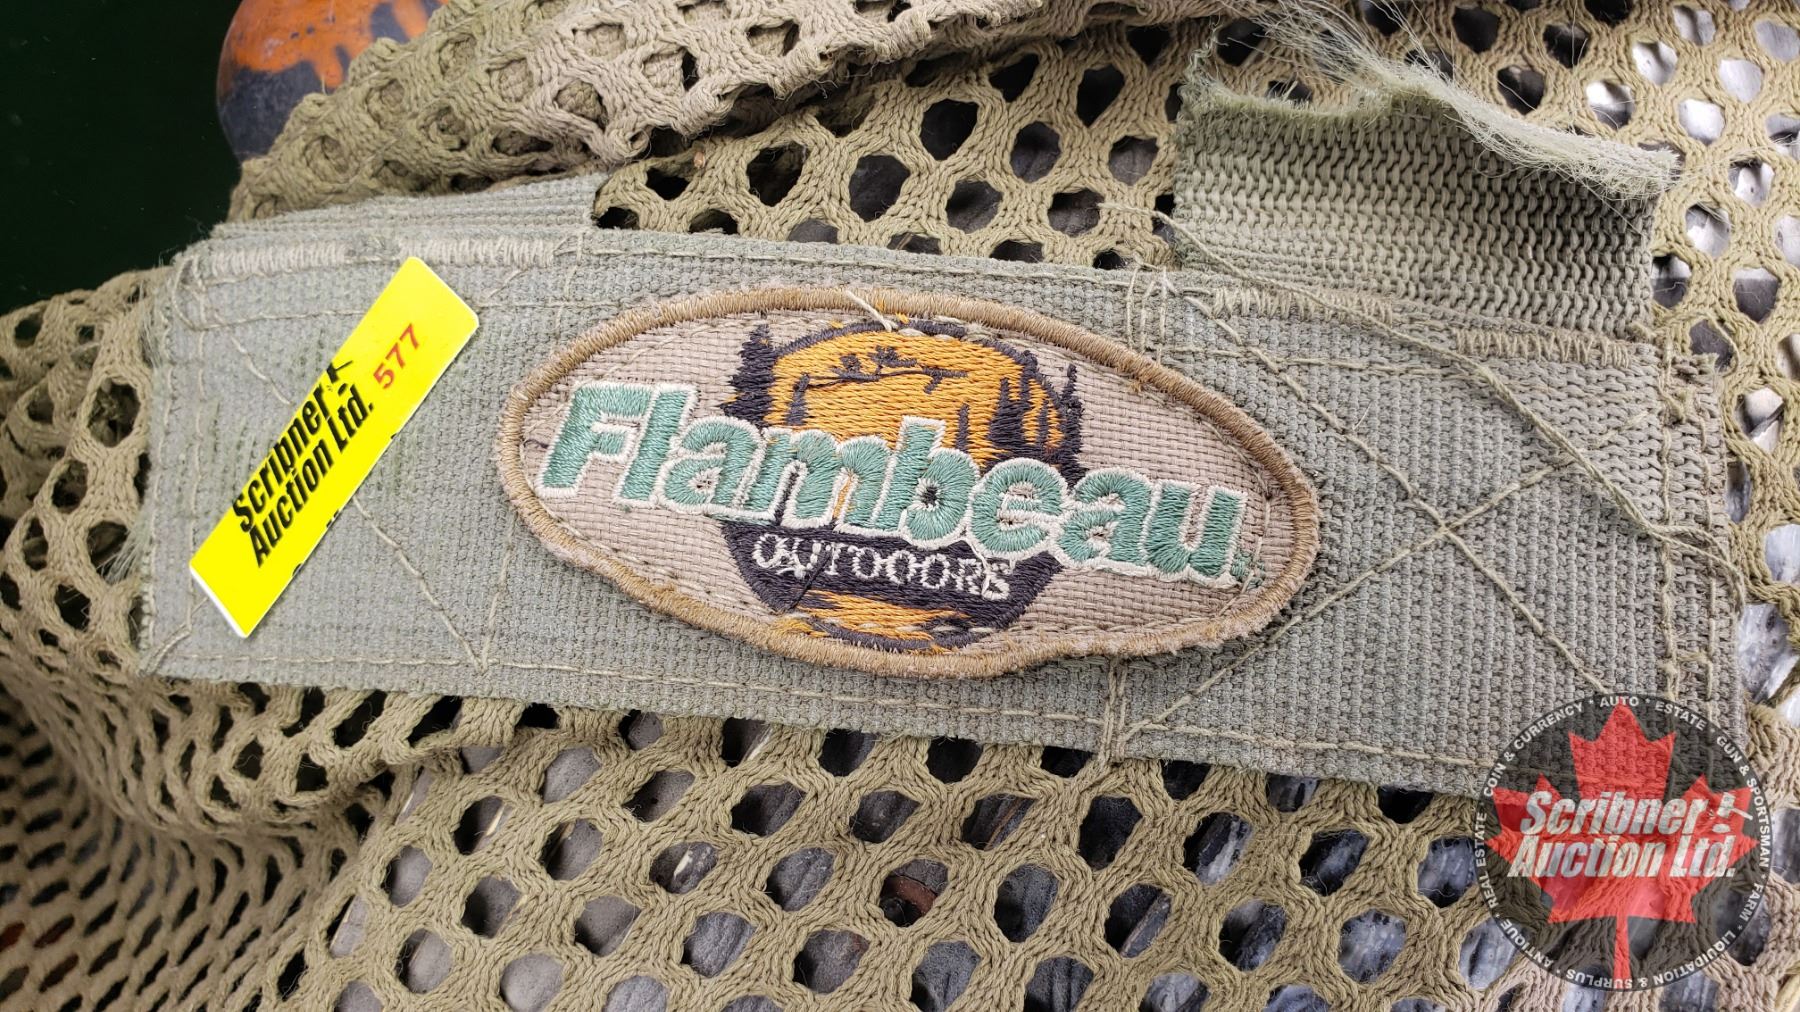 Scribner !
Auction Ltd. 577
Flambeau
OUTDOORS
COIN & CURRENCY * AUTO * ESTATE * GUN & SPORTSMAN * FARM * LIQUIDATION & SURPLUS * ANTIQUE * REAL ESTATE
Scribner !
Auction Ltd.